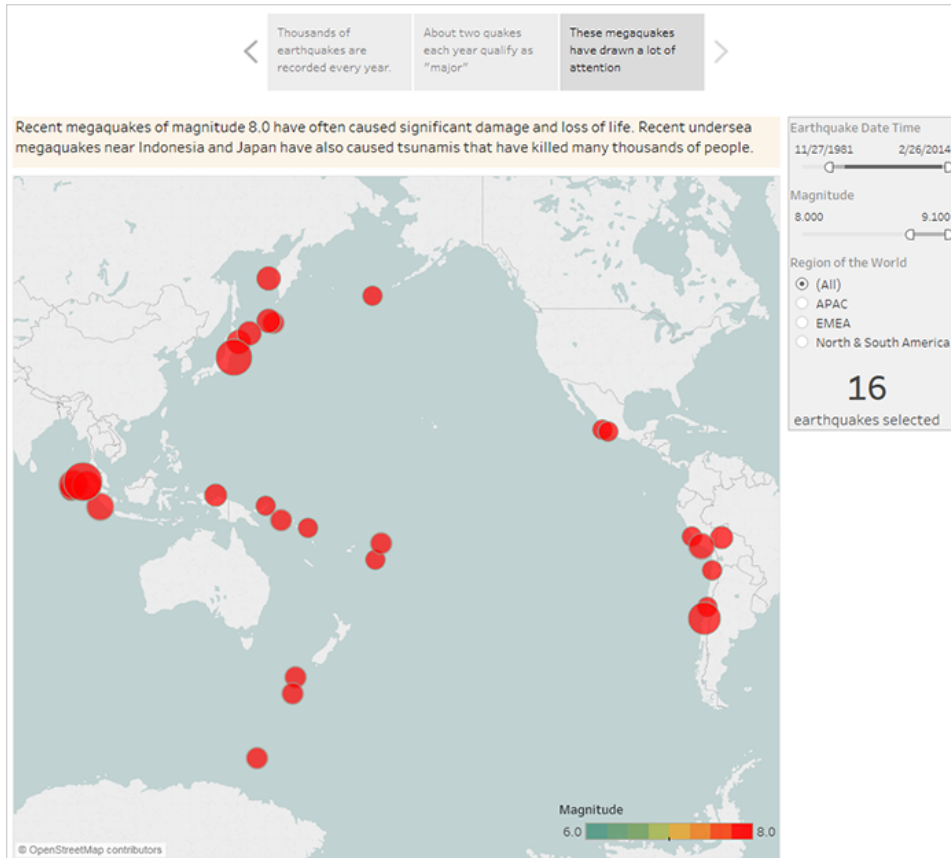 Thousands of
earthquakes are
recorded every year.
About two quakes
each year qualify as
"major"
These megaquakes
have drawn a lot of
attention
Recent megaquakes of magnitude 8.0 have often caused significant damage and loss of life. Recent undersea
megaquakes near Indonesia and Japan have also caused tsunamis that have killed many thousands of people.
Earthquake Date Time
11/27/1981 2/26/2014
Magnitude
8.000 9.100
Region of the World
(All)
APAC
EMEA
North & South America
16
earthquakes selected
Magnitude
6.0 8.0
© OpenStreetMap contributors